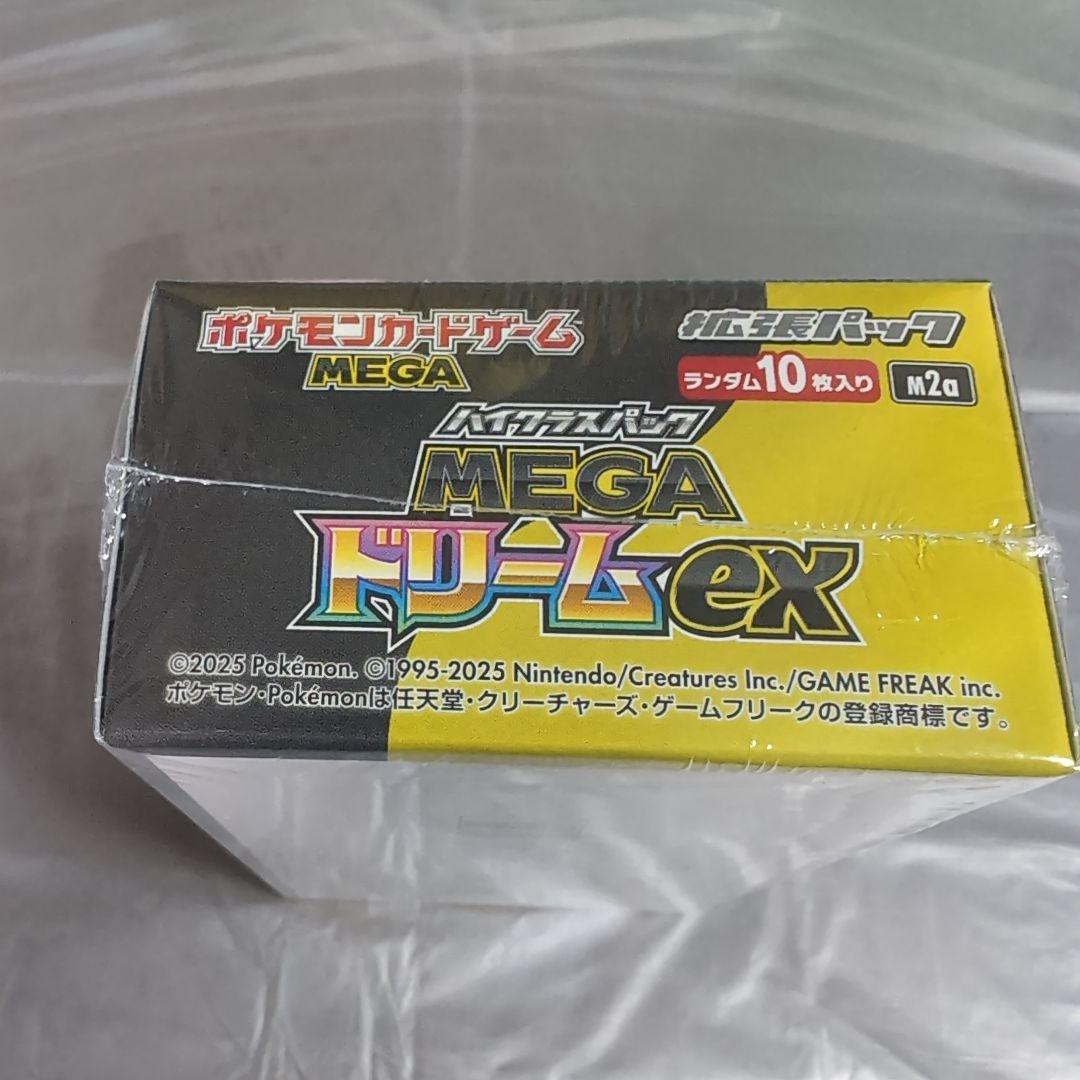 ポケモンカードゲーム
MEGA
拡張パック
ランダム10枚入り
M2a
ハイクラスパック
MEGA
ドリームex
©2025 Pokémon. ©1995-2025 Nintendo/Creatures Inc./GAME FREAK inc.
ポケモン・Pokémonは任天堂・クリーチャーズ・ゲームフリークの登録商標です。